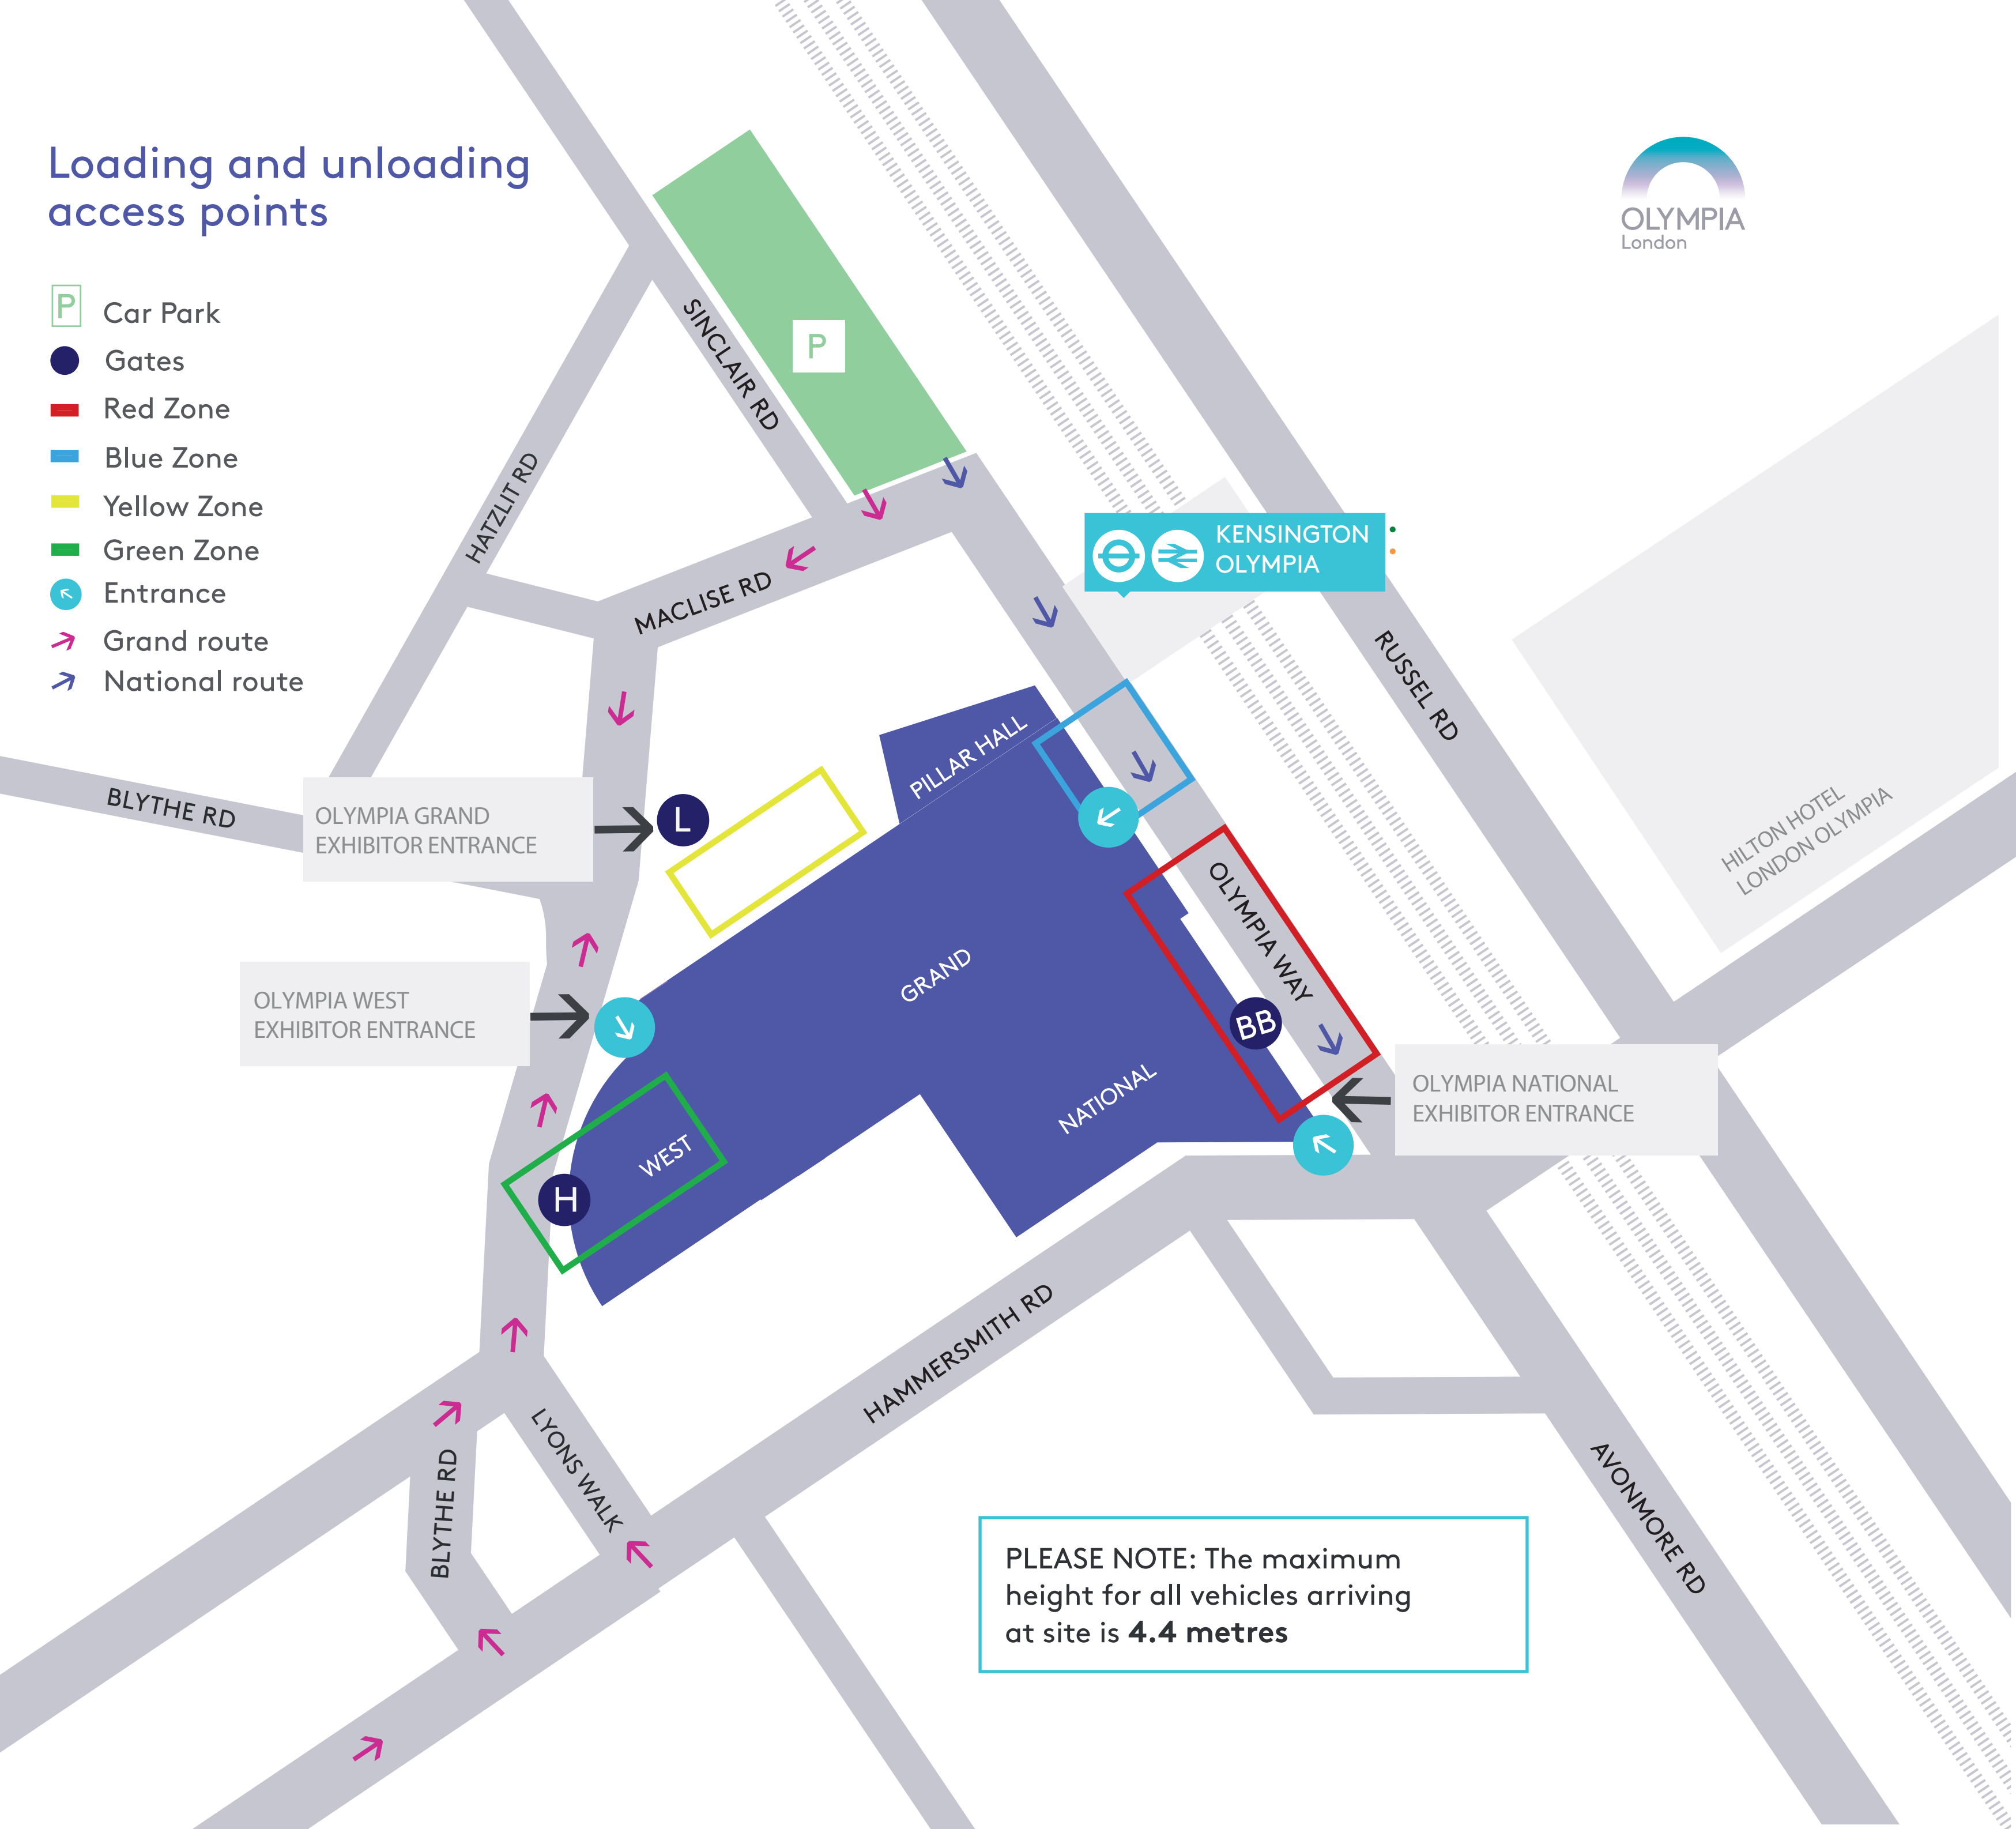 Loading and unloading
access points
P
Car Park
Gates
Red Zone
Blue Zone
Yellow Zone
Green Zone
Entrance
Grand route
National route
OLYMPIA
London
P
SINCLAIR RD
HATZLIT RD
MACLISE RD
KENSINGTON
OLYMPIA
RUSSEL RD
HILTON HOTEL
LONDON OLYMPIA
BLYTHE RD
OLYMPIA GRAND
EXHIBITOR ENTRANCE
L
PILLAR HALL
OLYMPIA WAY
GRAND
OLYMPIA WEST
EXHIBITOR ENTRANCE
BB
NATIONAL
OLYMPIA NATIONAL
EXHIBITOR ENTRANCE
WEST
H
HAMMERSMITH RD
LYONS WALK
BLYTHE RD
AVONMORE RD
PLEASE NOTE: The maximum
height for all vehicles arriving
at site is 4.4 metres